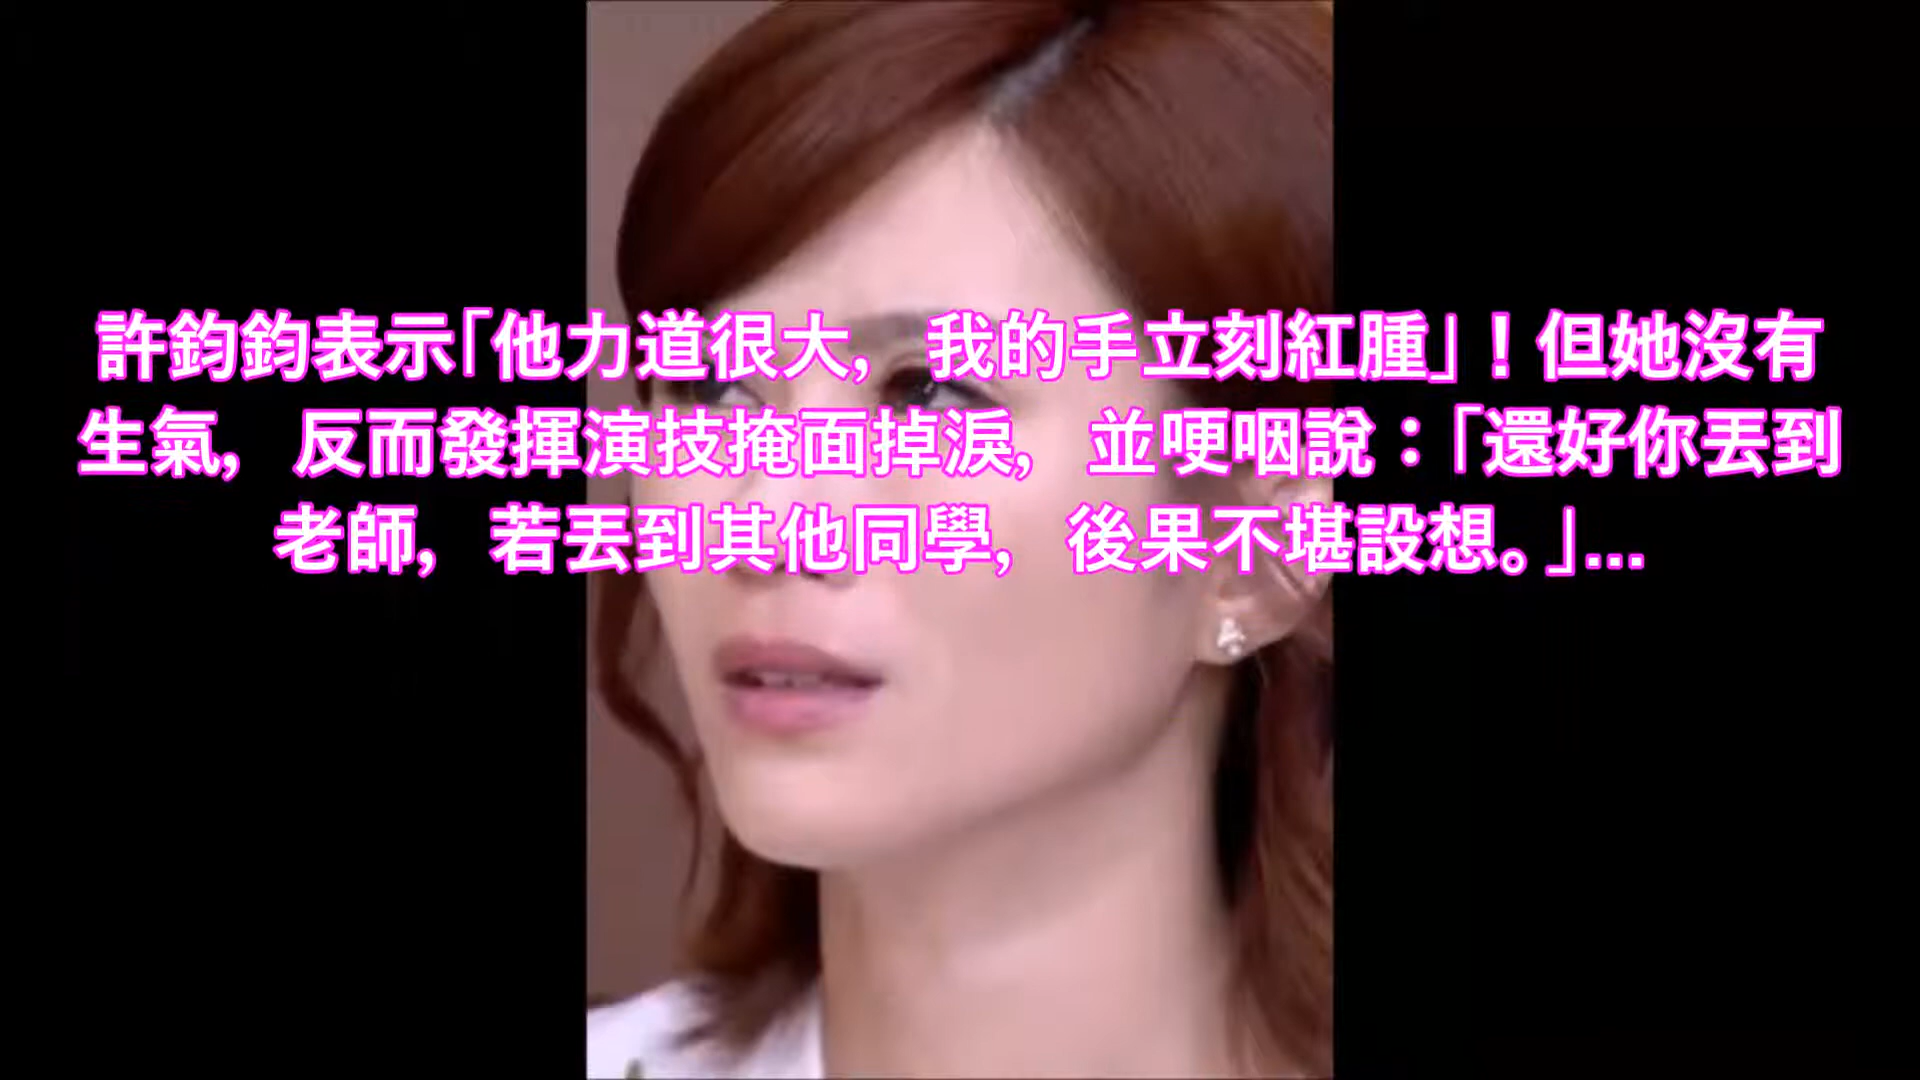 許鈞鈞表示「他力道很大，我的手立刻紅腫」！但她沒有
生氣，反而發揮演技掩面掉淚，並哽咽說：「還好你丟到
老師，若丟到其他同學，後果不堪設想。」...